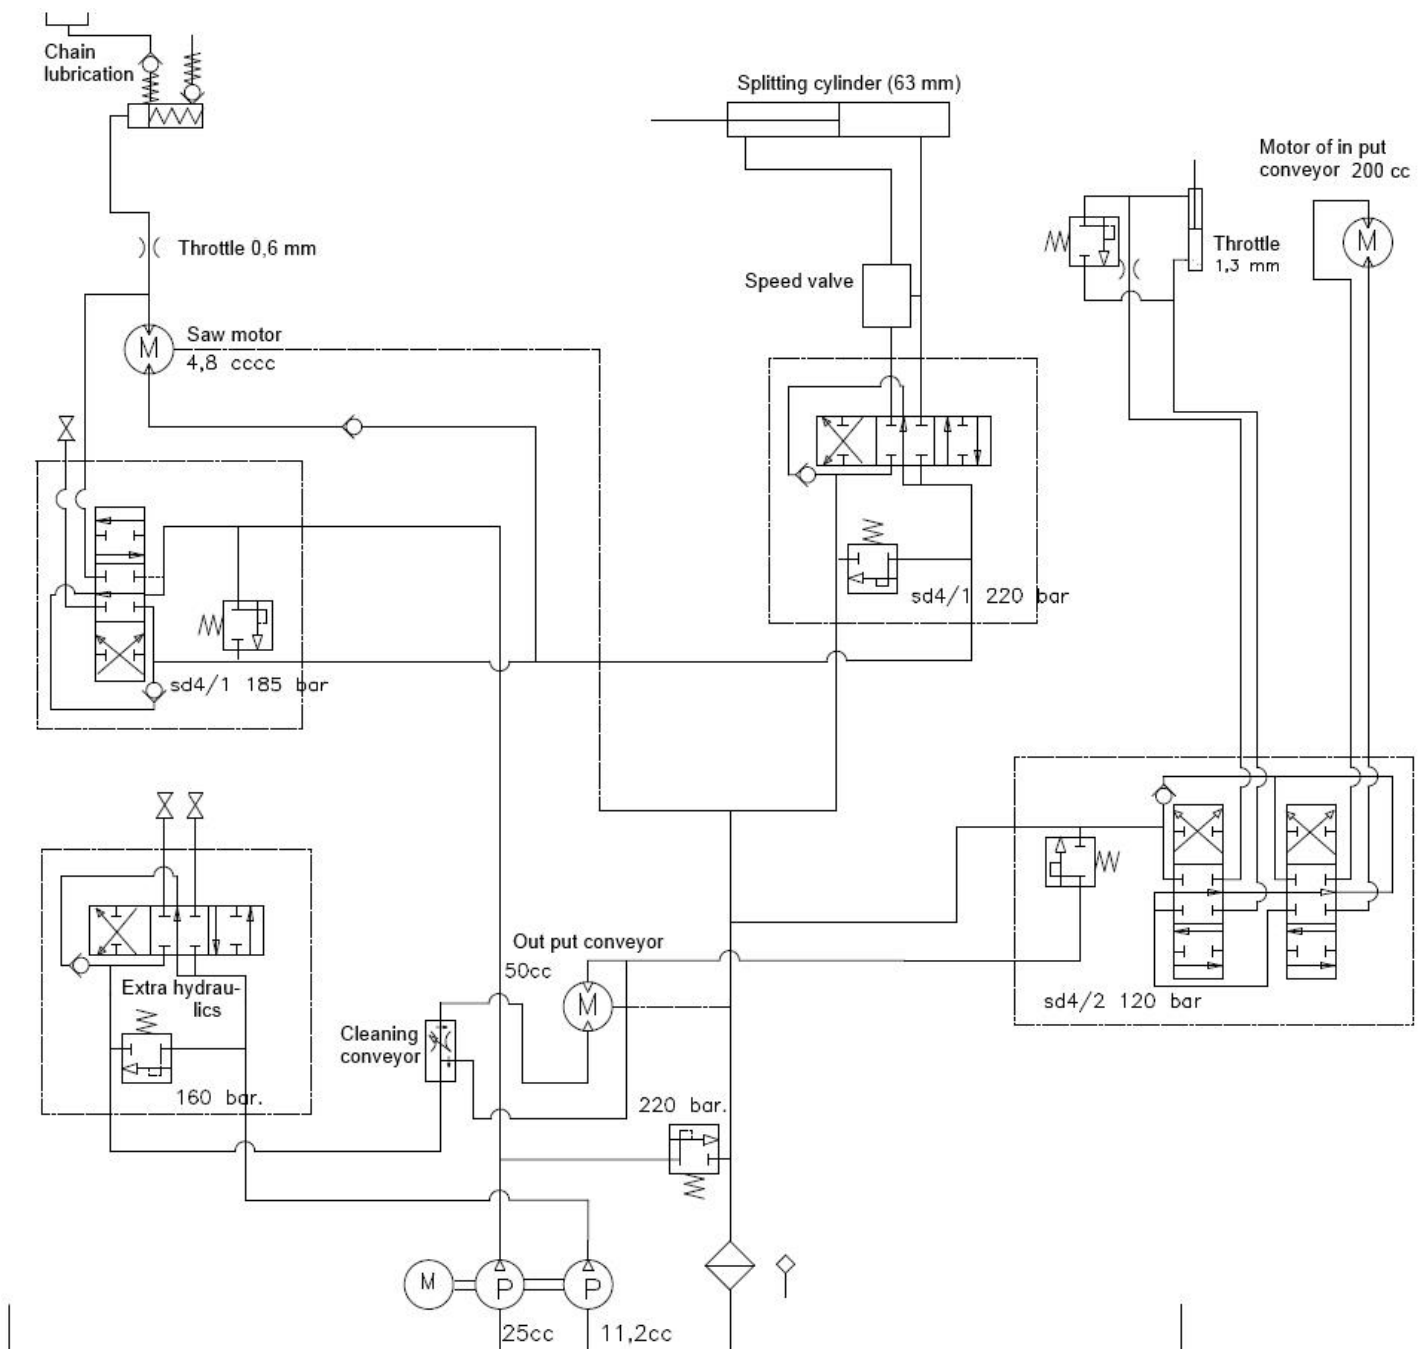 Chain
lubrication
Splitting cylinder (63 mm)
Motor of in put
conveyor 200 cc
Throttle 0,6 mm
Throttle
1,3 mm
M
Speed valve
Saw motor
4,8 cccc
M
sd4/1 220 bar
sd4/1 185 bar
Out put conveyor
50cc
M
Extra hydrau-
lics
sd4/2 120 bar
Cleaning
conveyor
160 bar.
220 bar.
M
P
P
25cc
11,2cc